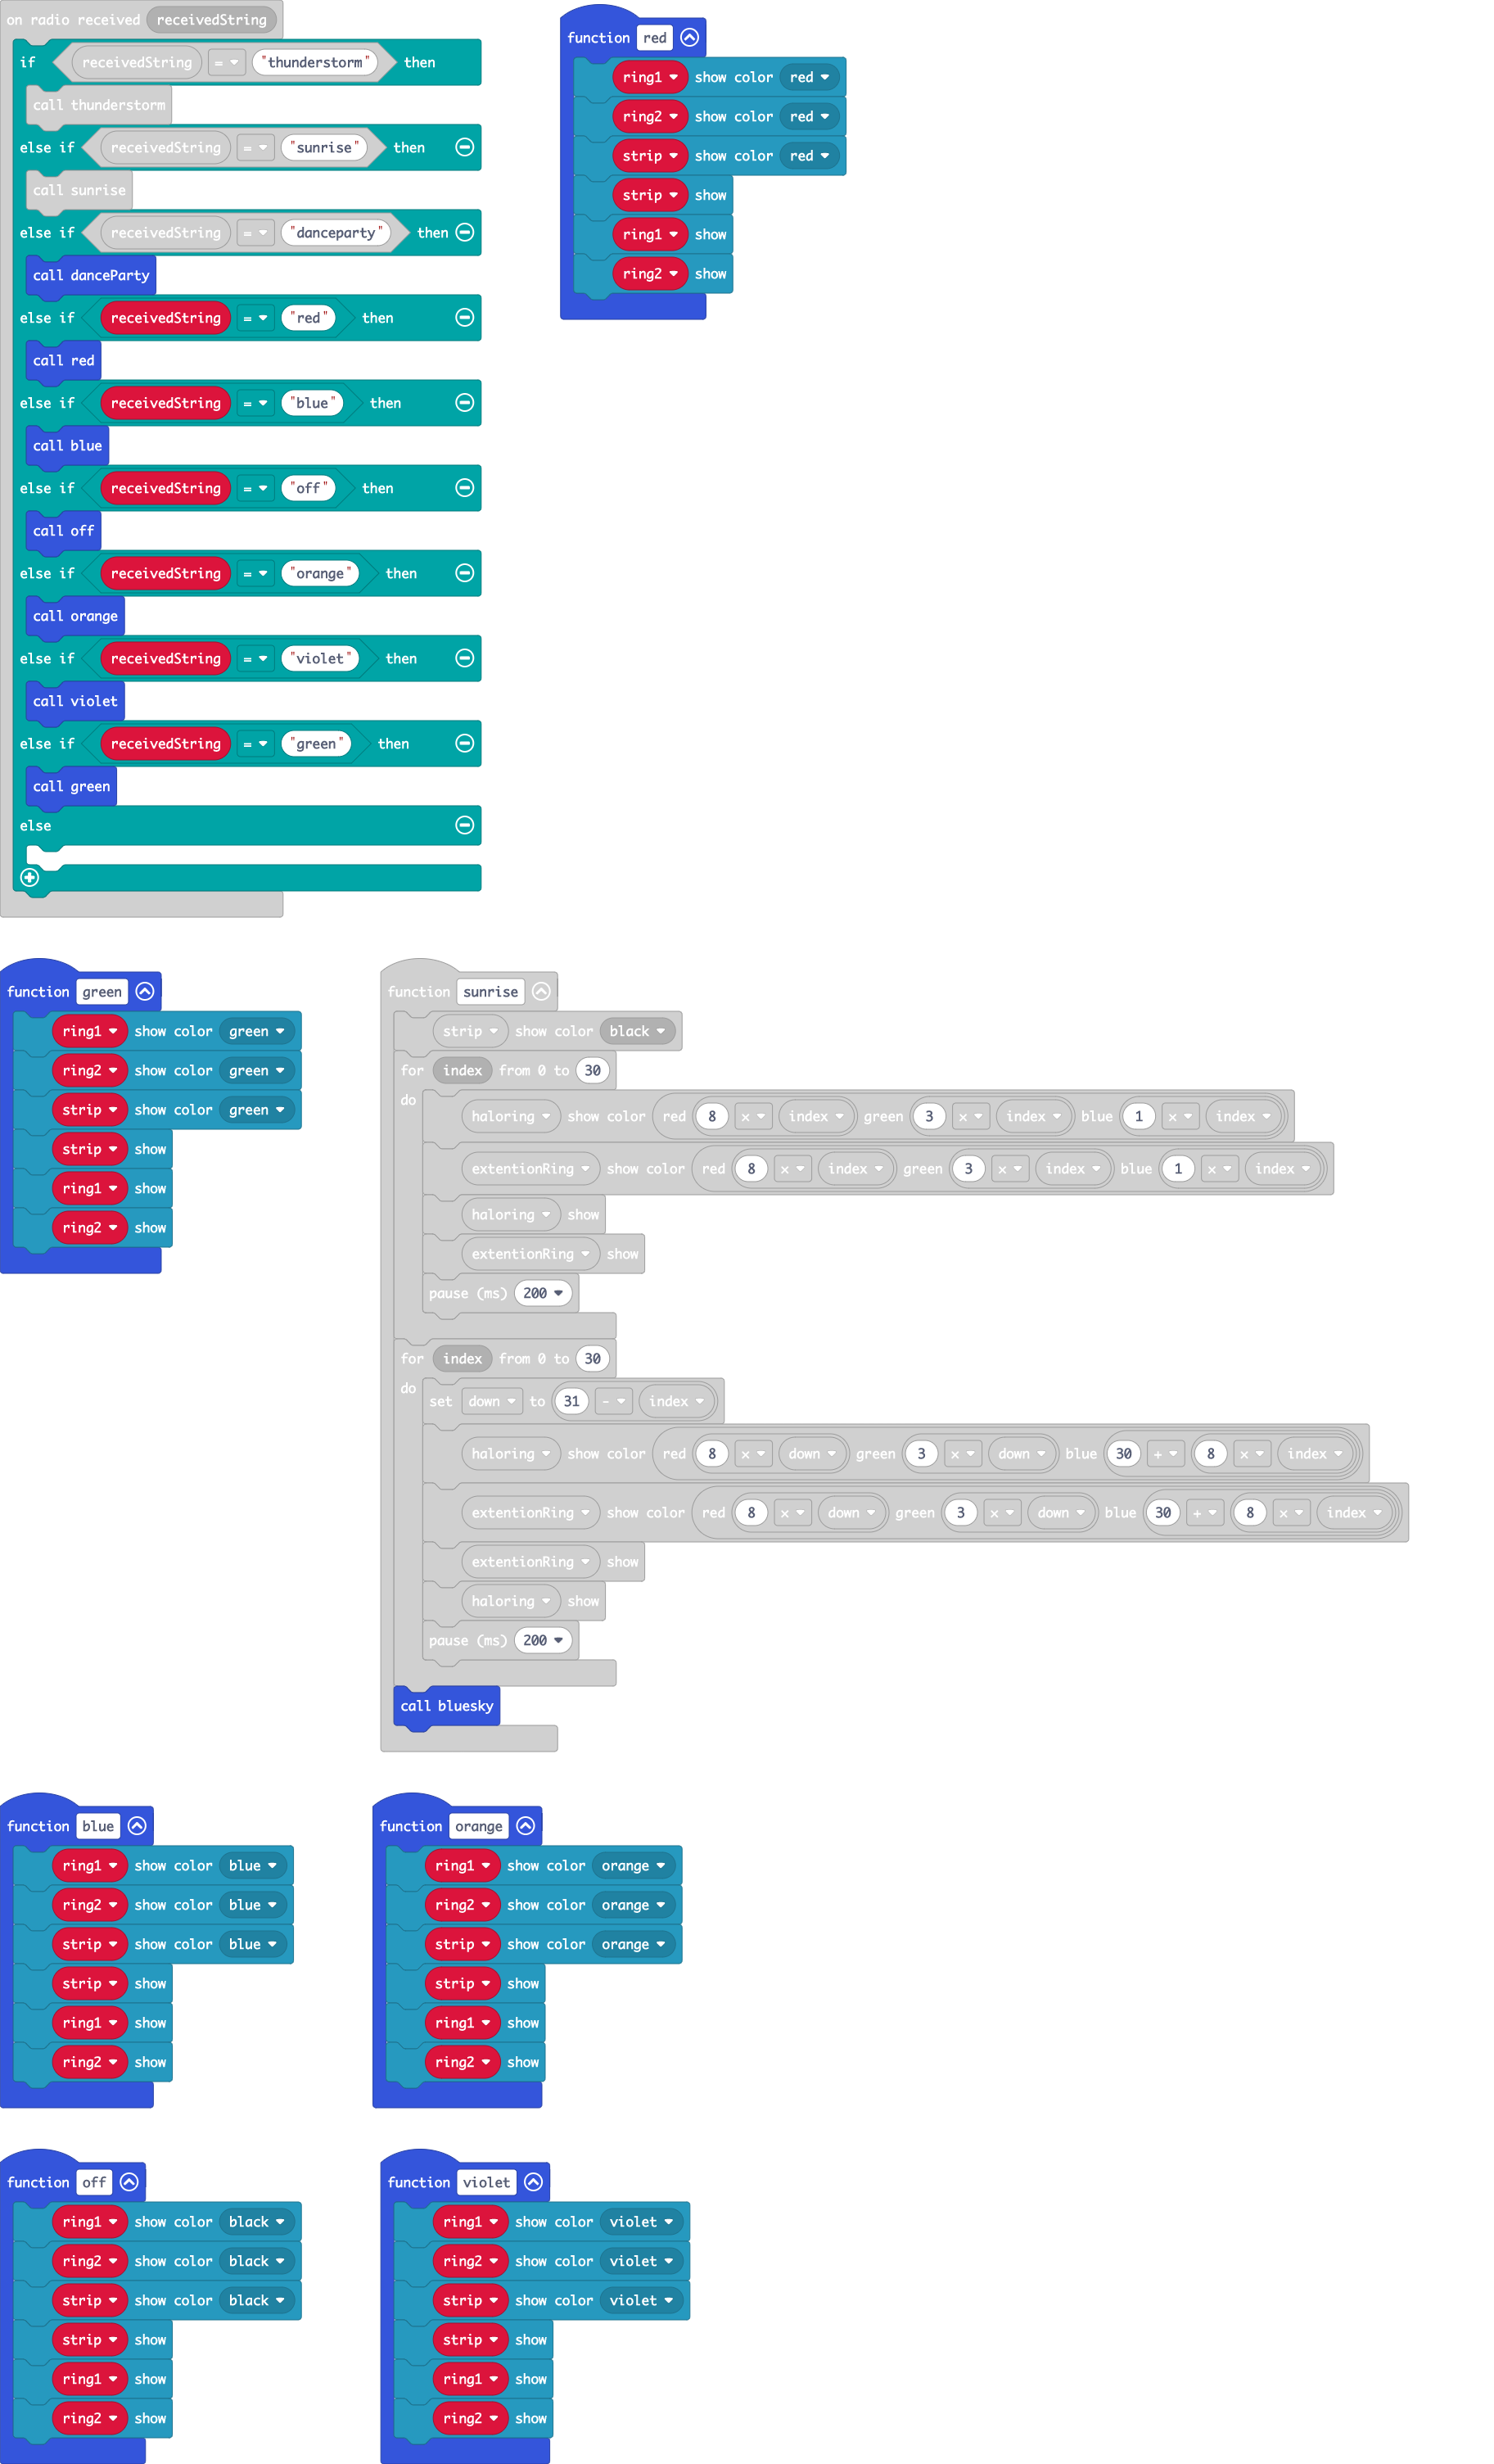 on radio received receivedString
if receivedString = "thunderstorm" then
call thunderstorm
else if receivedString = "sunrise" then
call sunrise
else if receivedString = "danceparty" then
call danceParty
else if receivedString = "red" then
call red
else if receivedString = "blue" then
call blue
else if receivedString = "off" then
call off
else if receivedString = "orange" then
call orange
else if receivedString = "violet" then
call violet
else if receivedString = "green" then
call green
else
function red
ring1 show color red
ring2 show color red
strip show color red
strip show
ring1 show
ring2 show
function green
ring1 show color green
ring2 show color green
strip show color green
strip show
ring1 show
ring2 show
function sunrise
strip show color black
for index from 0 to 30
do
haloring show color red 8 × index green 3 × index blue 1 × index
extentionRing show color red 8 × index green 3 × index blue 1 × index
haloring show
extentionRing show
pause (ms) 200
for index from 0 to 30
do
set down to 31 - index
haloring show color red 8 × down green 3 × down blue 30 + 8 × index
extentionRing show color red 8 × down green 3 × down blue 30 + 8 × index
extentionRing show
haloring show
pause (ms) 200
call bluesky
function blue
ring1 show color blue
ring2 show color blue
strip show color blue
strip show
ring1 show
ring2 show
function orange
ring1 show color orange
ring2 show color orange
strip show color orange
strip show
ring1 show
ring2 show
function off
ring1 show color black
ring2 show color black
strip show color black
strip show
ring1 show
ring2 show
function violet
ring1 show color violet
ring2 show color violet
strip show color violet
strip show
ring1 show
ring2 show